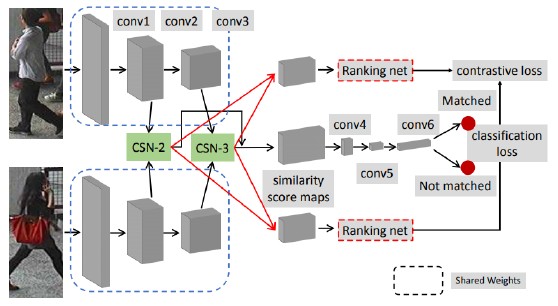 conv1
conv2
conv3
Ranking net
contrastive loss
Matched
conv4
conv6
classification
loss
CSN-2
CSN-3
conv5
Not matched
similarity
score maps
Ranking net
Shared Weights